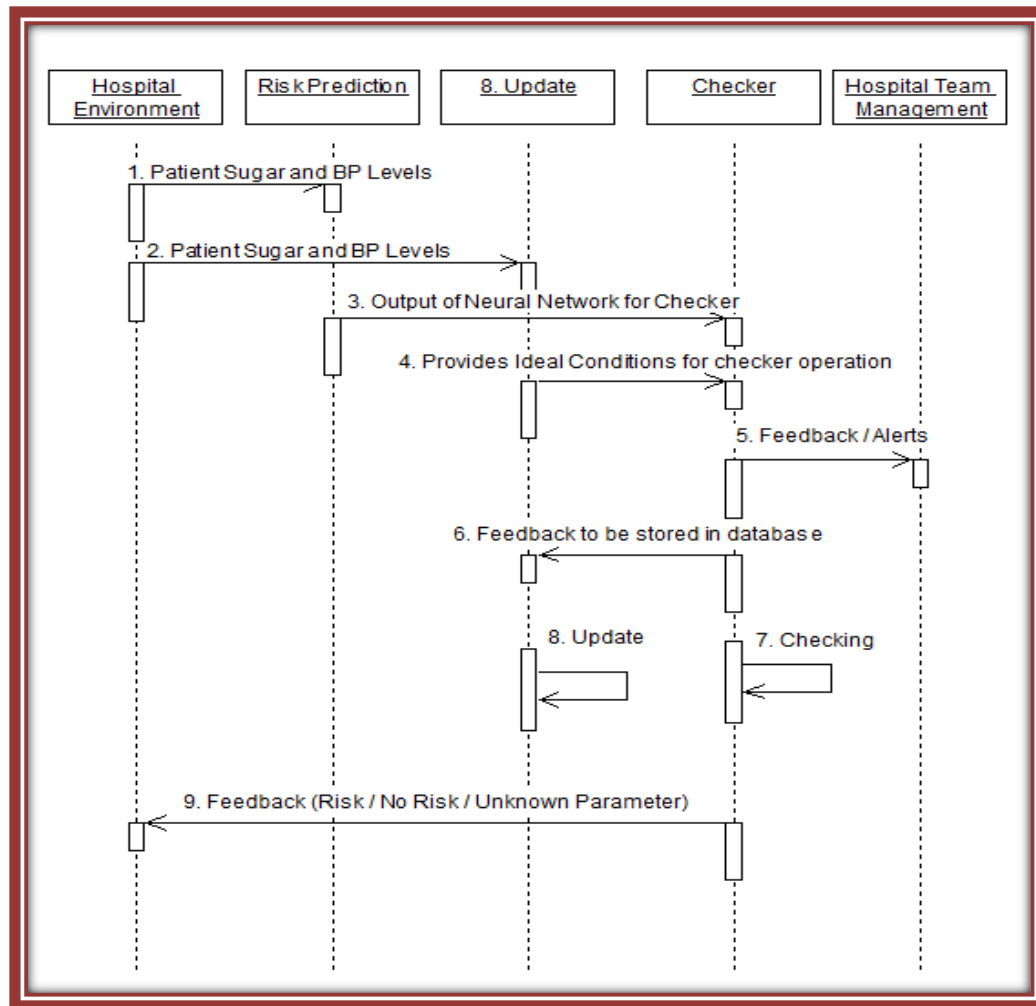 Hospital
Environment
Risk Prediction
8. Update
Checker
Hospital Team
Management
1. Patient Sugar and BP Levels
2. Patient Sugar and BP Levels
3. Output of Neural Network for Checker
4. Provides Ideal Conditions for checker operation
5. Feedback / Alerts
6. Feedback to be stored in database
8. Update
7. Checking
9. Feedback (Risk / No Risk / Unknown Parameter)